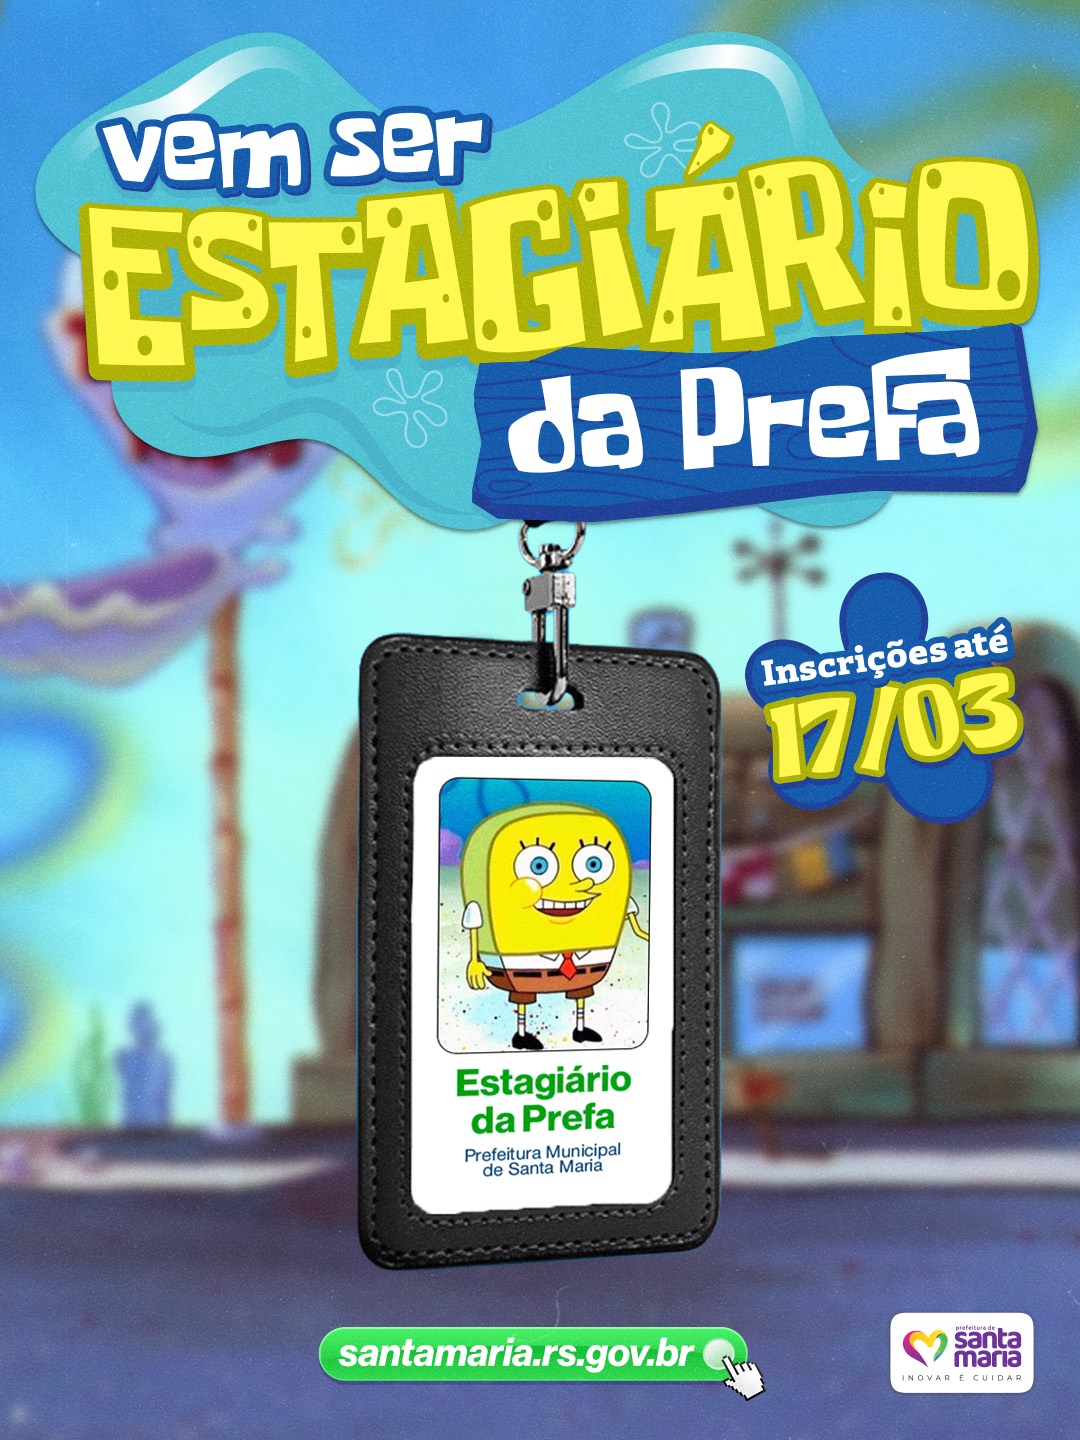 vem ser
ESTAGIÁRIO
da Prefa
Inscrições até
17/03
Estagiário
da Prefa
Prefeitura Municipal
de Santa Maria
santamaria.rs.gov.br
prefeitura de
santa
maria
INOVAR É CUIDAR